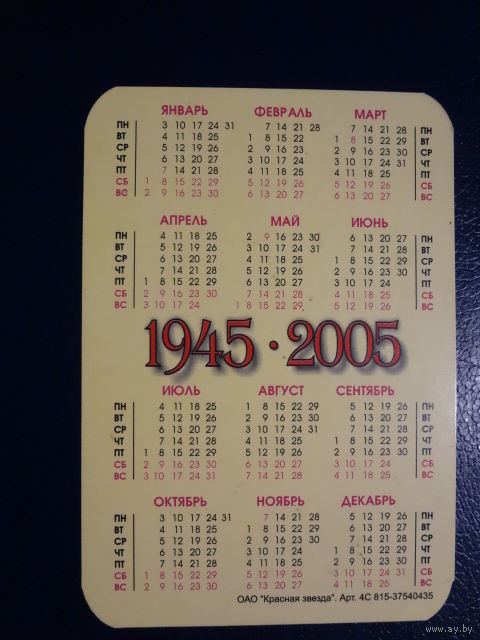 ЯНВАРЬ ФЕВРАЛЬ МАРТ
ПН 3 10 17 24 31 7 14 21 28 7 14 21 28 ПН
ВТ 4 11 18 25 1 8 15 22 1 8 15 22 29 ВТ
СР 5 12 19 26 2 9 16 23 2 9 16 23 30 СР
ЧТ 6 13 20 27 3 10 17 24 3 10 17 24 31 ЧТ
ПТ 7 14 21 28 4 11 18 25 4 11 18 25 ПТ
СБ 1 8 15 22 29 5 12 19 26 5 12 19 26 СБ
ВС 2 9 16 23 30 6 13 20 27 6 13 20 27 ВС
АПРЕЛЬ МАЙ ИЮНЬ
ПН 4 11 18 25 2 9 16 23 30 6 13 20 27 ПН
ВТ 5 12 19 26 3 10 17 24 31 7 14 21 28 ВТ
СР 6 13 20 27 4 11 18 25 1 8 15 22 29 СР
ЧТ 7 14 21 28 5 12 19 26 2 9 16 23 30 ЧТ
ПТ 1 8 15 22 29 6 13 20 27 3 10 17 24 ПТ
СБ 2 9 16 23 30 7 14 21 28 4 11 18 25 СБ
ВС 3 10 17 24 1 8 15 22 29 5 12 19 26 ВС
1945 · 2005
ИЮЛЬ АВГУСТ СЕНТЯБРЬ
ПН 4 11 18 25 1 8 15 22 29 5 12 19 26 ПН
ВТ 5 12 19 26 2 9 16 23 30 6 13 20 27 ВТ
СР 6 13 20 27 3 10 17 24 31 7 14 21 28 СР
ЧТ 7 14 21 28 4 11 18 25 1 8 15 22 29 ЧТ
ПТ 1 8 15 22 29 5 12 19 26 2 9 16 23 30 ПТ
СБ 2 9 16 23 30 6 13 20 27 3 10 17 24 СБ
ВС 3 10 17 24 31 7 14 21 28 4 11 18 25 ВС
ОКТЯБРЬ НОЯБРЬ ДЕКАБРЬ
ПН 3 10 17 24 31 7 14 21 28 5 12 19 26 ПН
ВТ 4 11 18 25 1 8 15 22 29 6 13 20 27 ВТ
СР 5 12 19 26 2 9 16 23 30 7 14 21 28 СР
ЧТ 6 13 20 27 3 10 17 24 1 8 15 22 29 ЧТ
ПТ 7 14 21 28 4 11 18 25 2 9 16 23 30 ПТ
СБ 1 8 15 22 29 5 12 19 26 3 10 17 24 31 СБ
ВС 2 9 16 23 30 6 13 20 27 4 11 18 25 ВС
ОАО "Красная звезда". Арт. 4С 815-37540435
www.ay.by